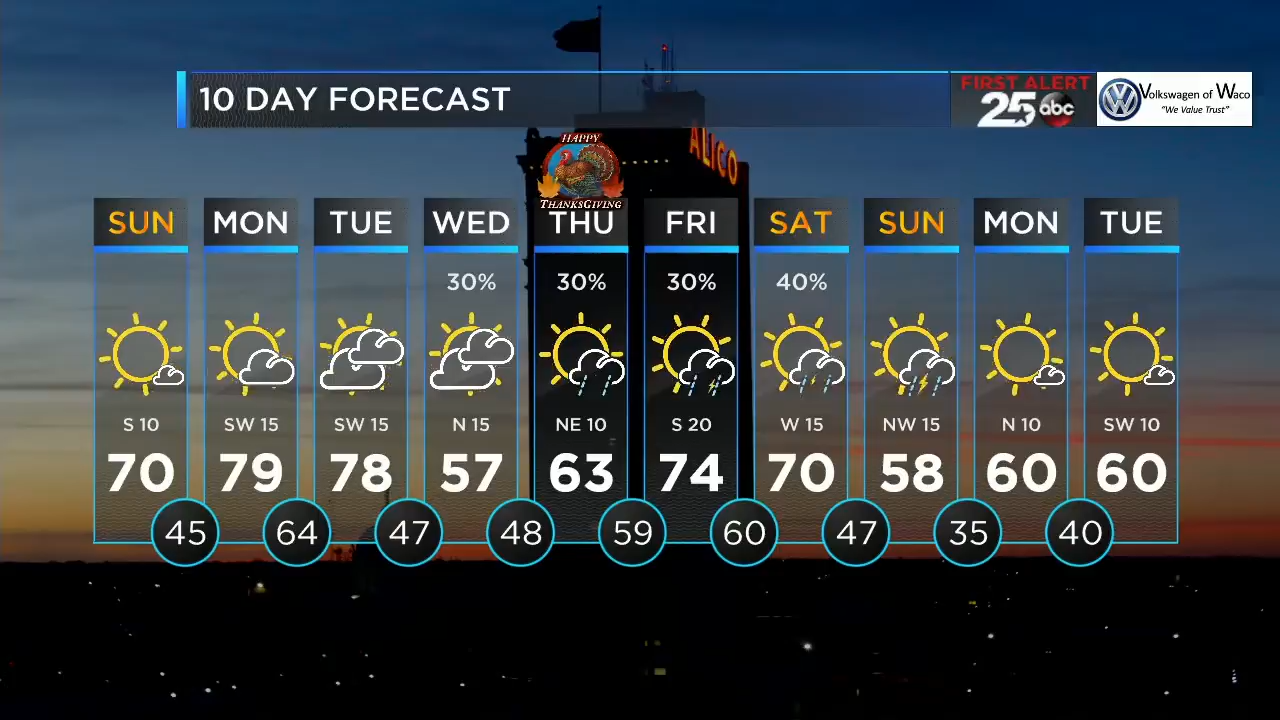 10 DAY FORECAST
FIRST ALERT
25 abc
Volkswagen of Waco
"We Value Trust"
ALICO
HAPPY
THANKSGIVING
SUN MON TUE WED THU FRI SAT SUN MON TUE
30% 30% 30% 40%
S 10 SW 15 SW 15 N 15 NE 10 S 20 W 15 NW 15 N 10 SW 10
70 79 78 57 63 74 70 58 60 60
45 64 47 48 59 60 47 35 40